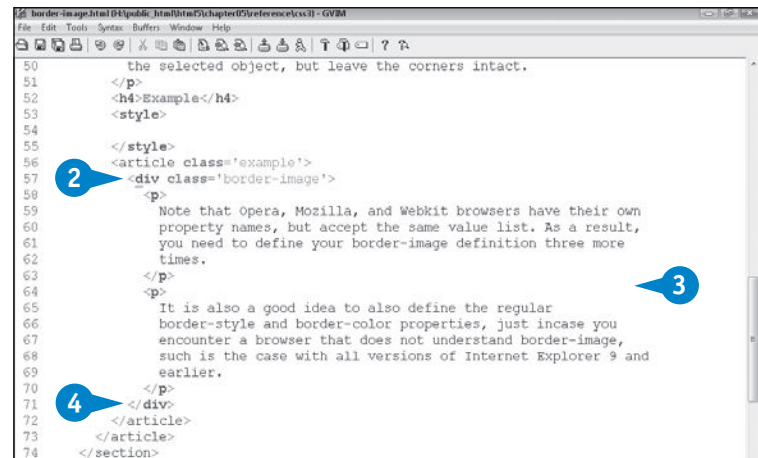 border-image.html (H:\public_html\html5\chapter05\reference\css3) - GVIM
File Edit Tools Syntax Buffers Window Help
50 the selected object, but leave the corners intact.
51 </p>
52 <h4>Example</h4>
53 <style>
54
55 </style>
56 <article class='example'>
57 2 <div class='border-image'>
58 <p>
59 Note that Opera, Mozilla, and Webkit browsers have their own
60 property names, but accept the same value list. As a result,
61 you need to define your border-image definition three more
62 times.
63 </p> 3
64 <p>
65 It is also a good idea to also define the regular
66 border-style and border-color properties, just incase you
67 encounter a browser that does not understand border-image,
68 such is the case with all versions of Internet Explorer 9 and
69 earlier.
70 </p>
71 4 </div>
72 </article>
73 </article>
74 </section>